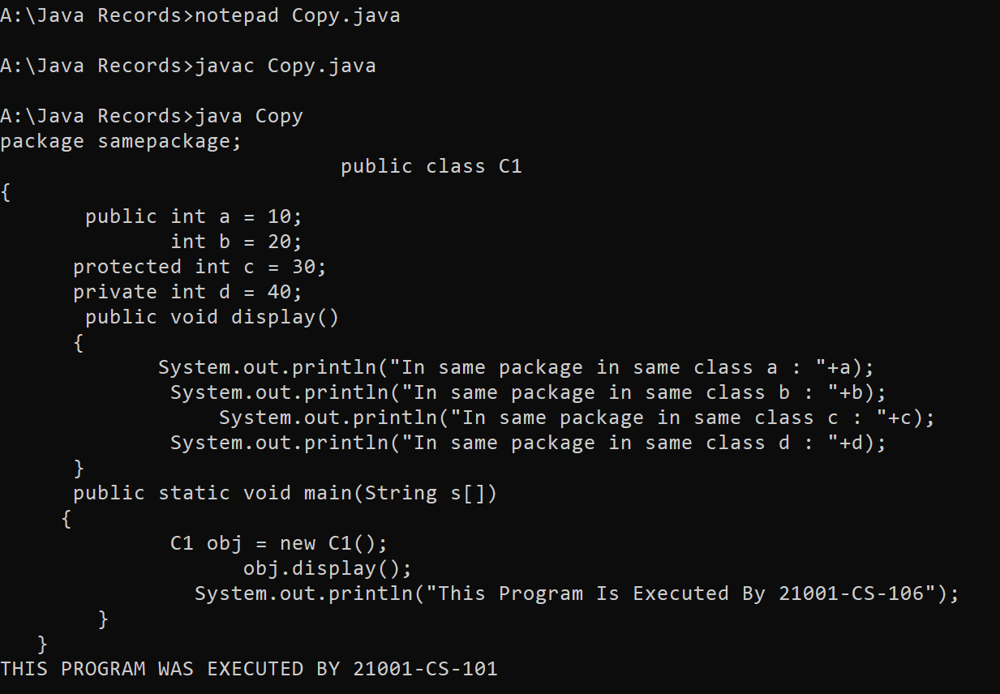 A:\Java Records>notepad Copy.java
A:\Java Records>javac Copy.java
A:\Java Records>java Copy
package samepackage;
                            public class C1
{
       public int a = 10;
              int b = 20;
      protected int c = 30;
      private int d = 40;
       public void display()
      {
             System.out.println("In same package in same class a : "+a);
              System.out.println("In same package in same class b : "+b);
                  System.out.println("In same package in same class c : "+c);
              System.out.println("In same package in same class d : "+d);
      }
      public static void main(String s[])
     {
              C1 obj = new C1();
                    obj.display();
                System.out.println("This Program Is Executed By 21001-CS-106");
        }
   }
THIS PROGRAM WAS EXECUTED BY 21001-CS-101